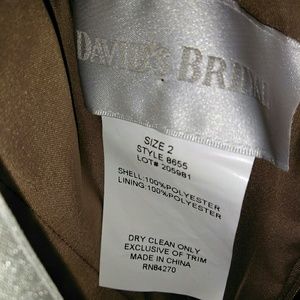 DAVID'S BRIDAL
SIZE 2
STYLE 8655
LOT# 205981
SHELL:100%POLYESTER
LINING:100%POLYESTER
DRY CLEAN ONLY
EXCLUSIVE OF TRIM
MADE IN CHINA
RN84270